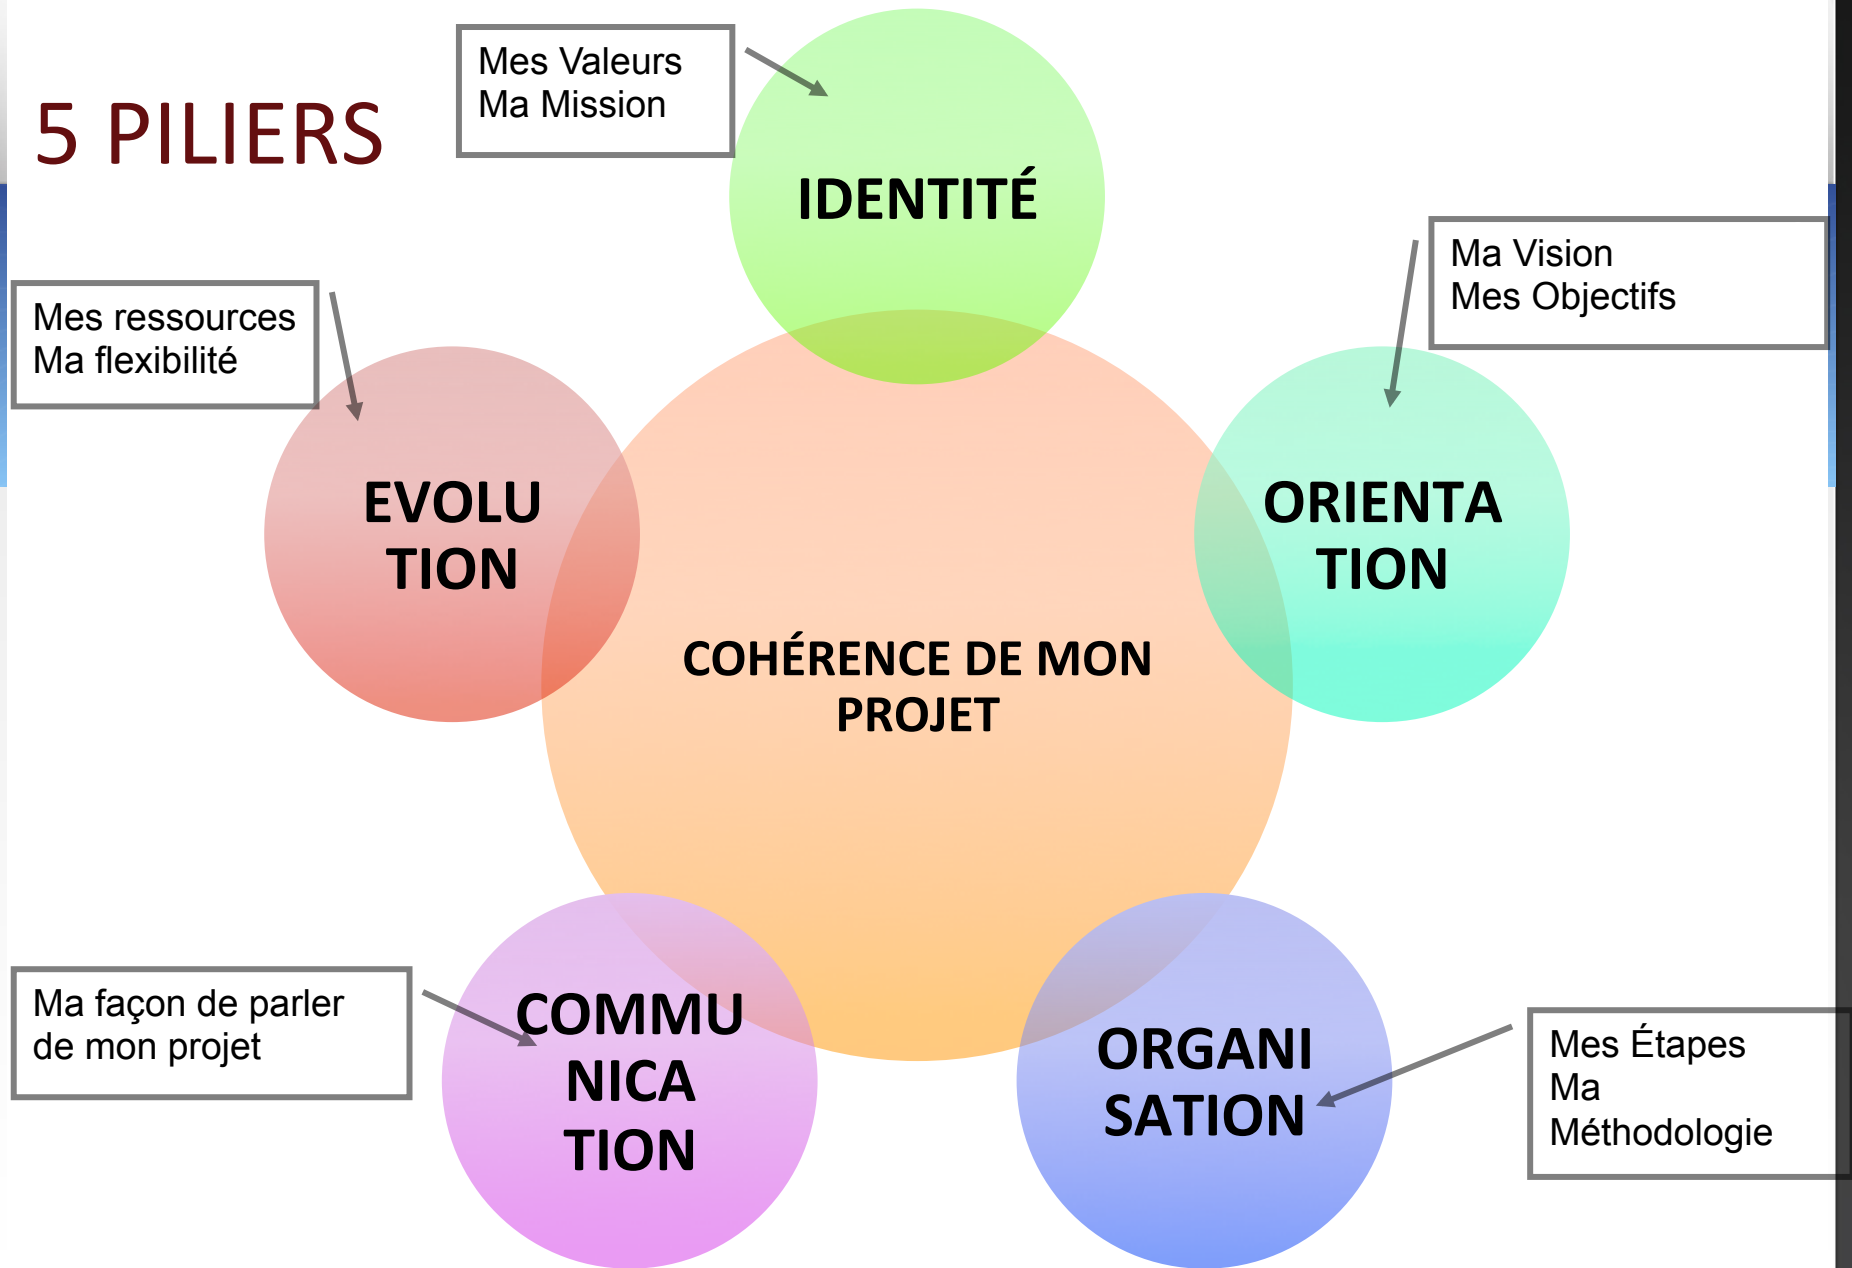 5 PILIERS
Mes Valeurs
Ma Mission
IDENTITÉ
Ma Vision
Mes Objectifs
Mes ressources
Ma flexibilité
EVOLU
TION
ORIENTA
TION
COHÉRENCE DE MON
PROJET
Ma façon de parler
de mon projet
COMMU
NICA
TION
ORGANI
SATION
Mes Étapes
Ma
Méthodologie